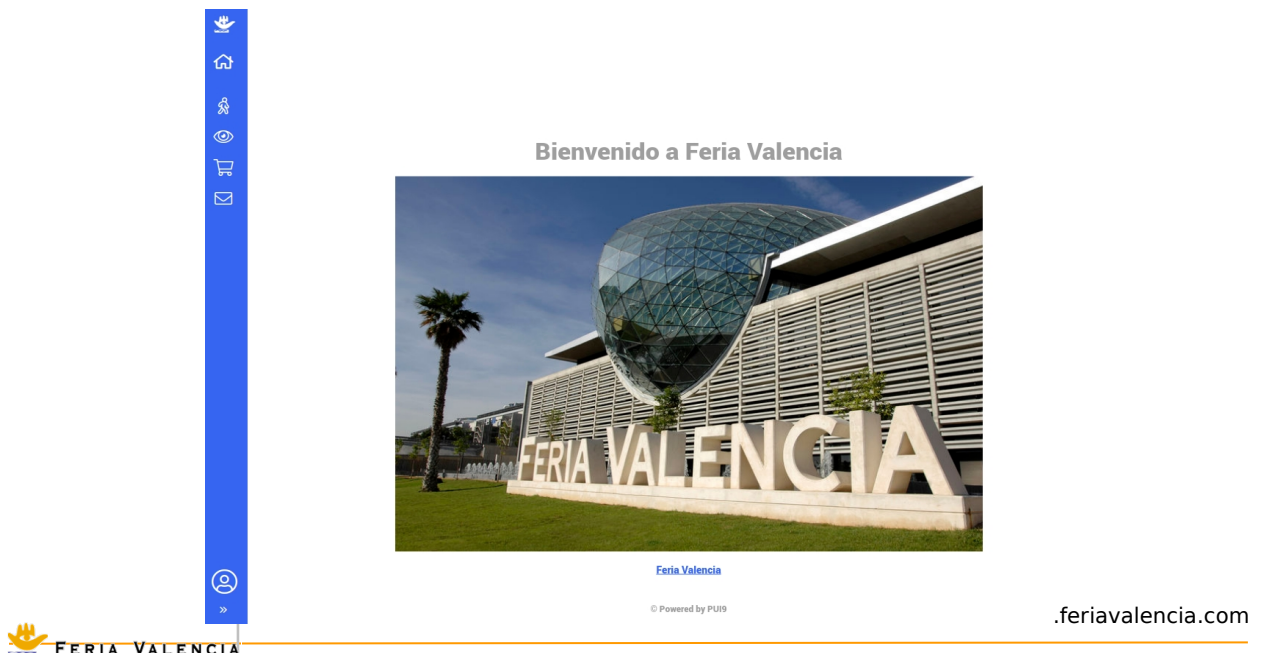 Bienvenido a Feria Valencia
FERIA VALENCIA
Feria Valencia
© Powered by PUI9
.feriavalencia.com
FERIA VALENCIA